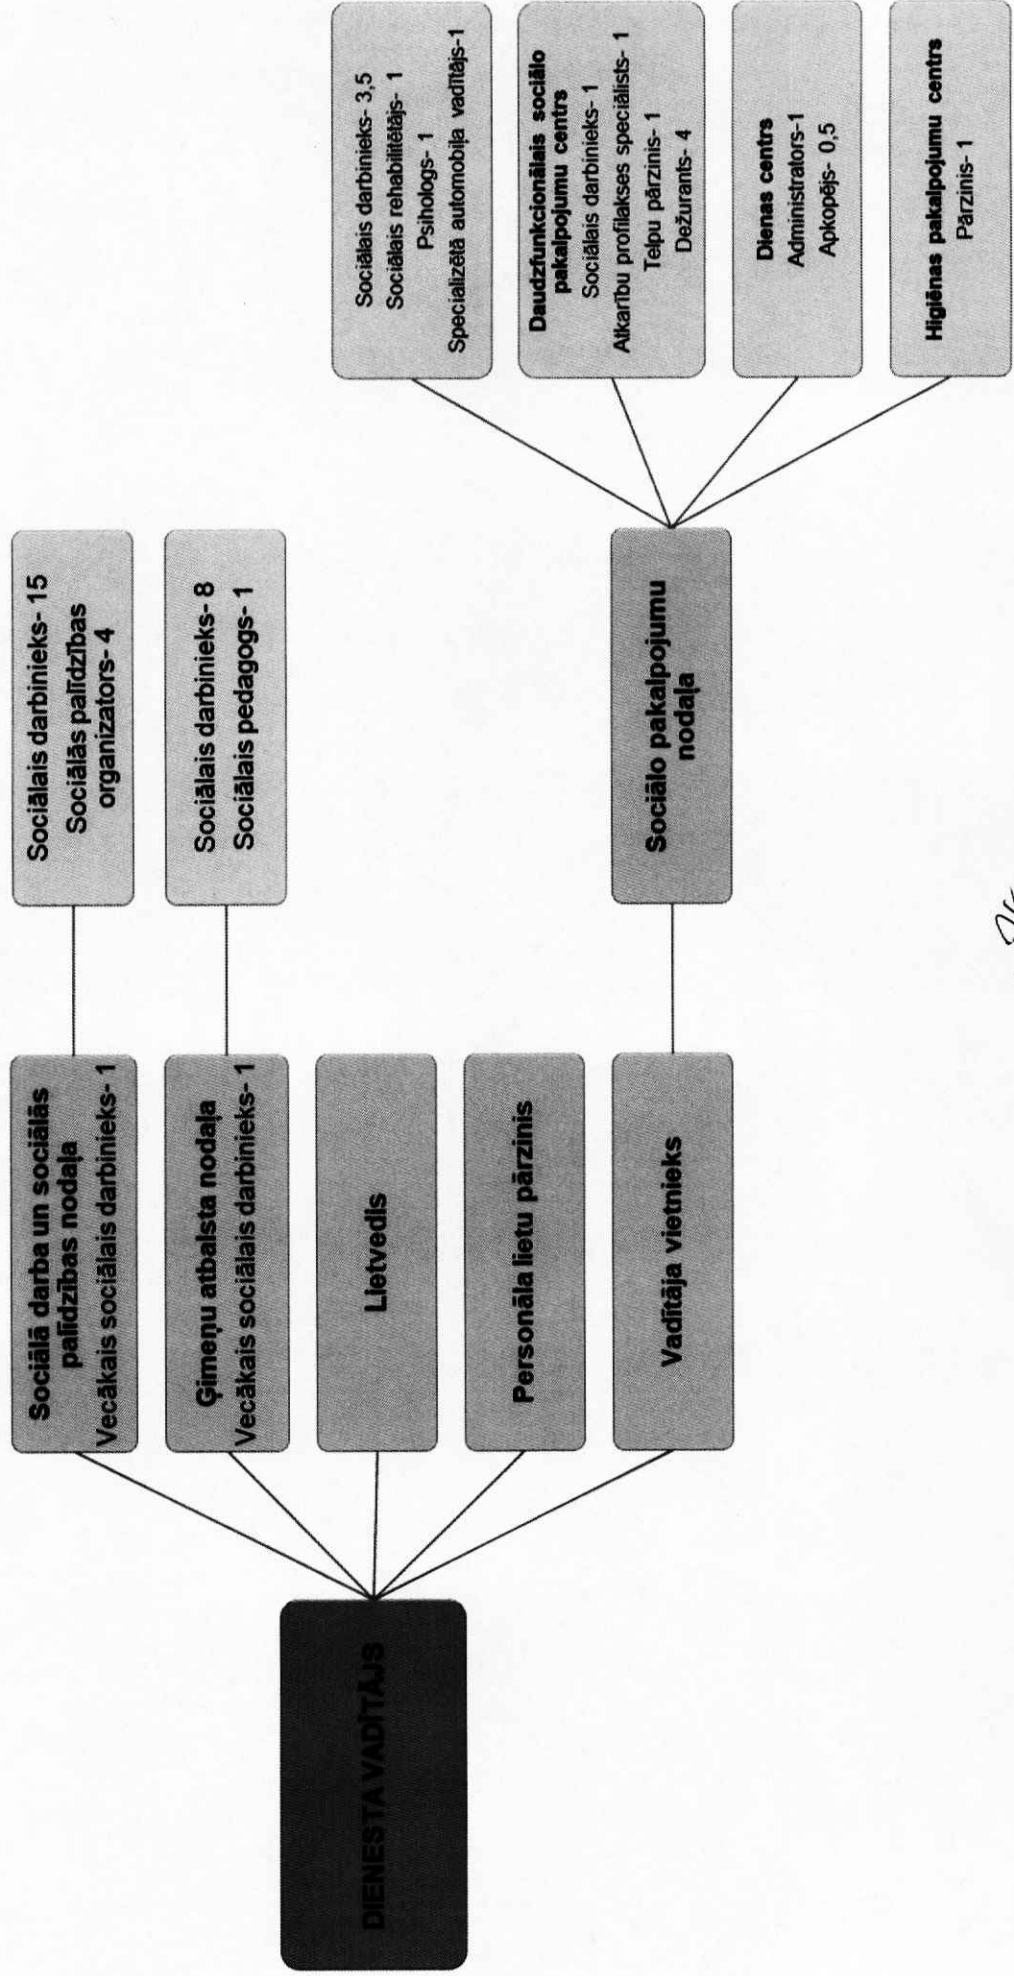 DIENESTA VADĪTĀJS
Sociālā darba un sociālās
palīdzības nodaļa
Vecākais sociālais darbinieks- 1
Sociālais darbinieks- 15
Sociālās palīdzības
organizators- 4
Ģimeņu atbalsta nodaļa
Vecākais sociālais darbinieks- 1
Sociālais darbinieks- 8
Sociālais pedagogs- 1
Lietvedis
Personāla lietu pārzinis
Vadītāja vietnieks
Sociālo pakalpojumu
nodaļa
Sociālais darbinieks- 3,5
Sociālais rehabilitētājs- 1
Psihologs- 1
Specializētā automobiļa vadītājs-1
Daudzfunkcionālais sociālo
pakalpojumu centrs
Sociālais darbinieks- 1
Atkarību profilakses speciālists- 1
Telpu pārzinis- 1
Dežurants- 4
Dienas centrs
Administrators-1
Apkopējs- 0,5
Higiēnas pakalpojumu centrs
Pārzinis- 1